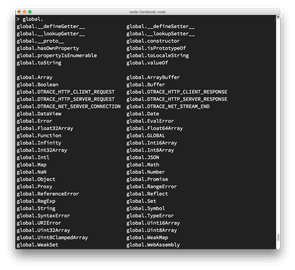 > global.
global.__defineGetter__ global.__defineSetter__
global.__lookupGetter__ global.__lookupSetter__
global.__proto__ global.constructor
global.hasOwnProperty global.isPrototypeOf
global.propertyIsEnumerable global.toLocaleString
global.toString global.valueOf
global.Array global.ArrayBuffer
global.Boolean global.Buffer
global.DTRACE_HTTP_CLIENT_REQUEST global.DTRACE_HTTP_CLIENT_RESPONSE
global.DTRACE_HTTP_SERVER_REQUEST global.DTRACE_HTTP_SERVER_RESPONSE
global.DTRACE_NET_SERVER_CONNECTION global.DTRACE_NET_STREAM_END
global.DataView global.Date
global.Error global.EvalError
global.Float32Array global.Float64Array
global.Function global.GLOBAL
global.Infinity global.Int16Array
global.Int32Array global.Int8Array
global.Intl global.JSON
global.Map global.Math
global.NaN global.Number
global.Object global.Promise
global.Proxy global.RangeError
global.ReferenceError global.Reflect
global.RegExp global.Set
global.String global.Symbol
global.SyntaxError global.TypeError
global.URIError global.Uint16Array
global.Uint32Array global.Uint8Array
global.Uint8ClampedArray global.WeakMap
global.WeakSet global.WebAssembly